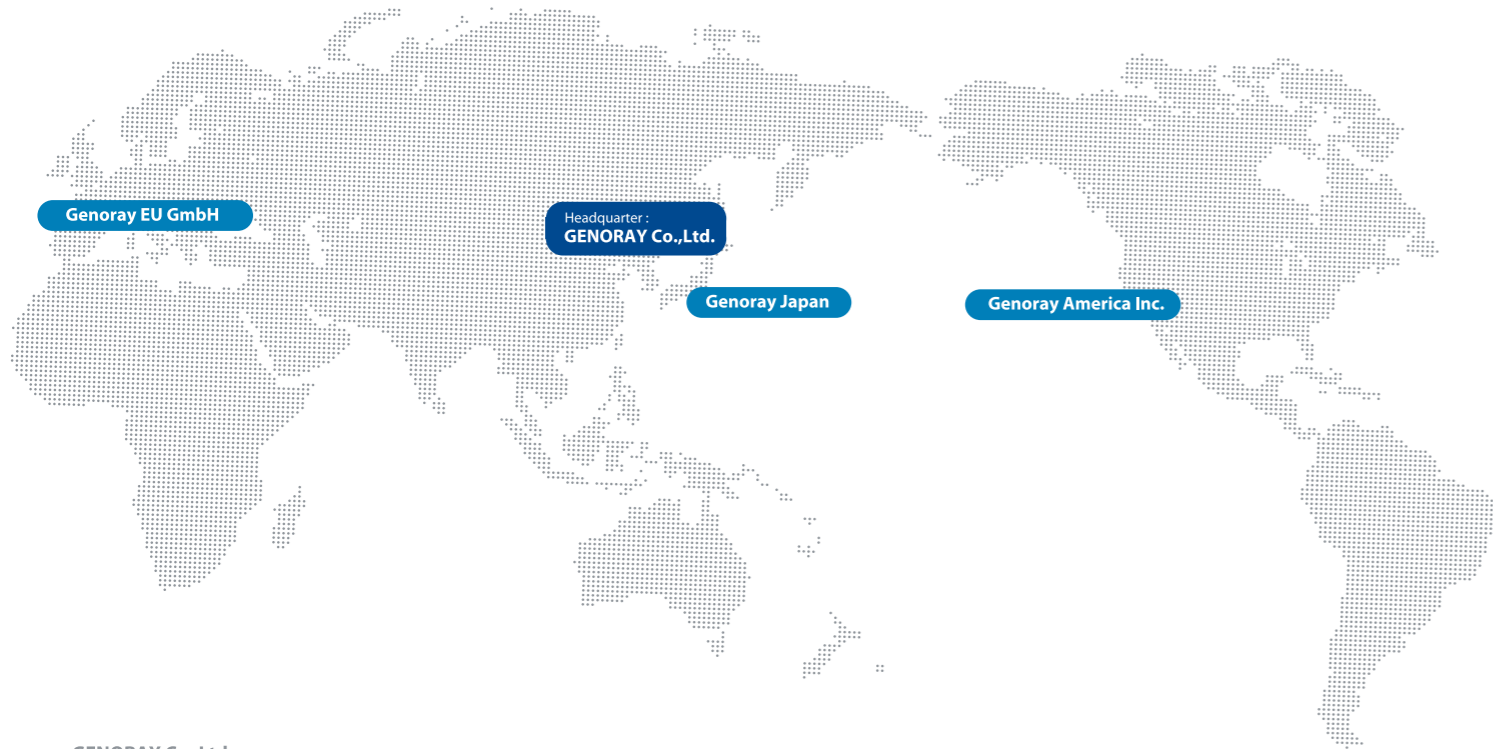 Genoray EU GmbH
Headquarter :
GENORAY Co.,Ltd.
Genoray Japan
Genoray America Inc.